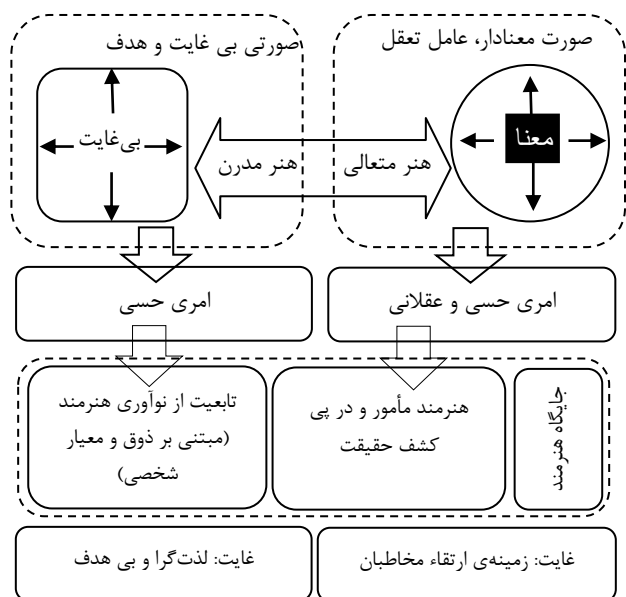 صورت معنادار، عامل تعقل
صورتی بی غایت و هدف
معنا
هنر متعالی
هنر مدرن
بی‌غایت
امری حسی و عقلانی
امری حسی
جایگاه هنرمند
هنرمند مأمور و در پی
کشف حقیقت
تابعیت از نوآوری هنرمند
(مبتنی بر ذوق و معیار
شخصی)
غایت: زمینه‌ی ارتقاء مخاطبان
غایت: لذت‌گرا و بی هدف